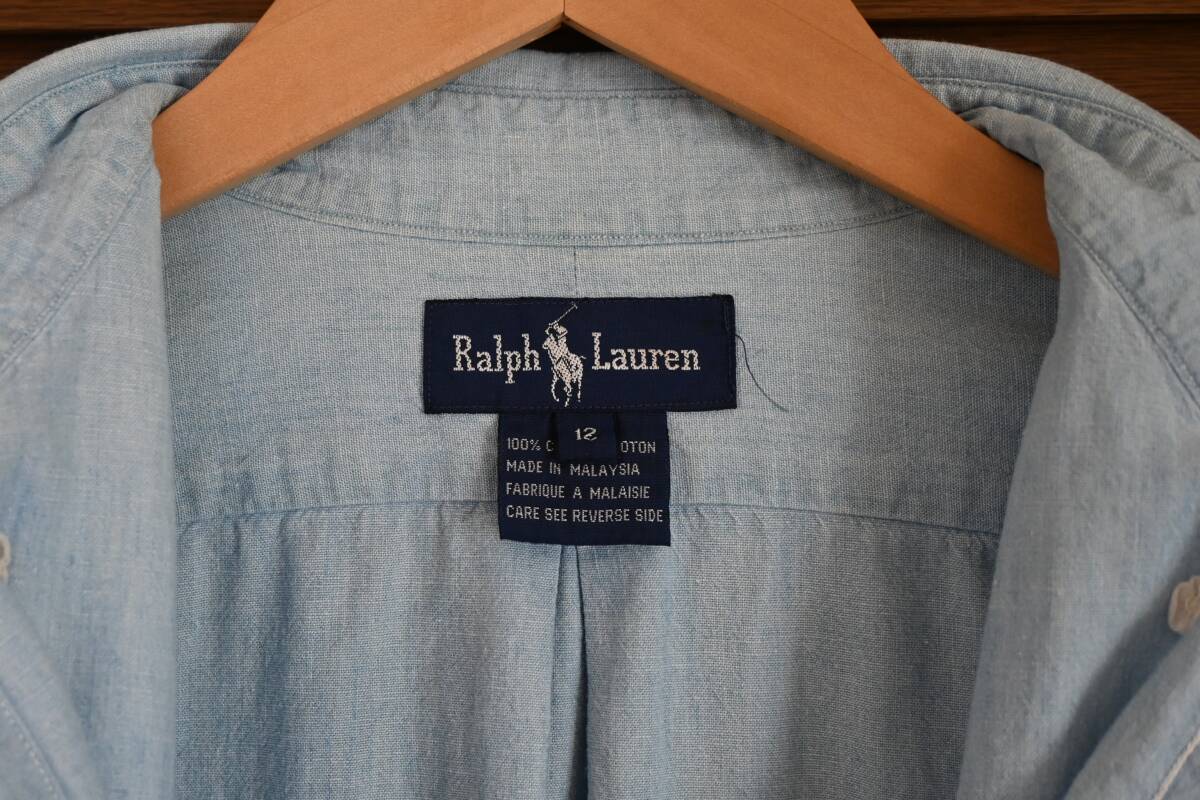 Ralph Lauren
12
100% C OTON
MADE IN MALAYSIA
FABRIQUE A MALAISIE
CARE SEE REVERSE SIDE